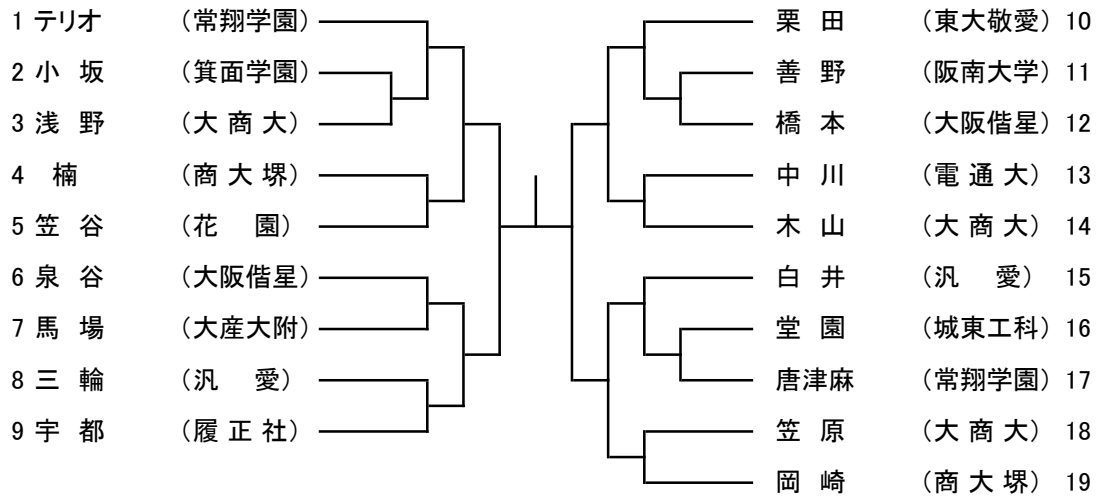 1 テリオ (常翔学園)
2 小 坂 (箕面学園)
3 浅 野 (大 商 大)
4 楠 (商 大 堺)
5 笠 谷 (花 園)
6 泉 谷 (大阪偕星)
7 馬 場 (大産大附)
8 三 輪 (汎 愛)
9 宇 都 (履 正 社)
栗 田 (東大敬愛) 10
善 野 (阪南大学) 11
橋 本 (大阪偕星) 12
中 川 (電 通 大) 13
木 山 (大 商 大) 14
白 井 (汎 愛) 15
堂 園 (城東工科) 16
唐津麻 (常翔学園) 17
笠 原 (大 商 大) 18
岡 崎 (商 大 堺) 19